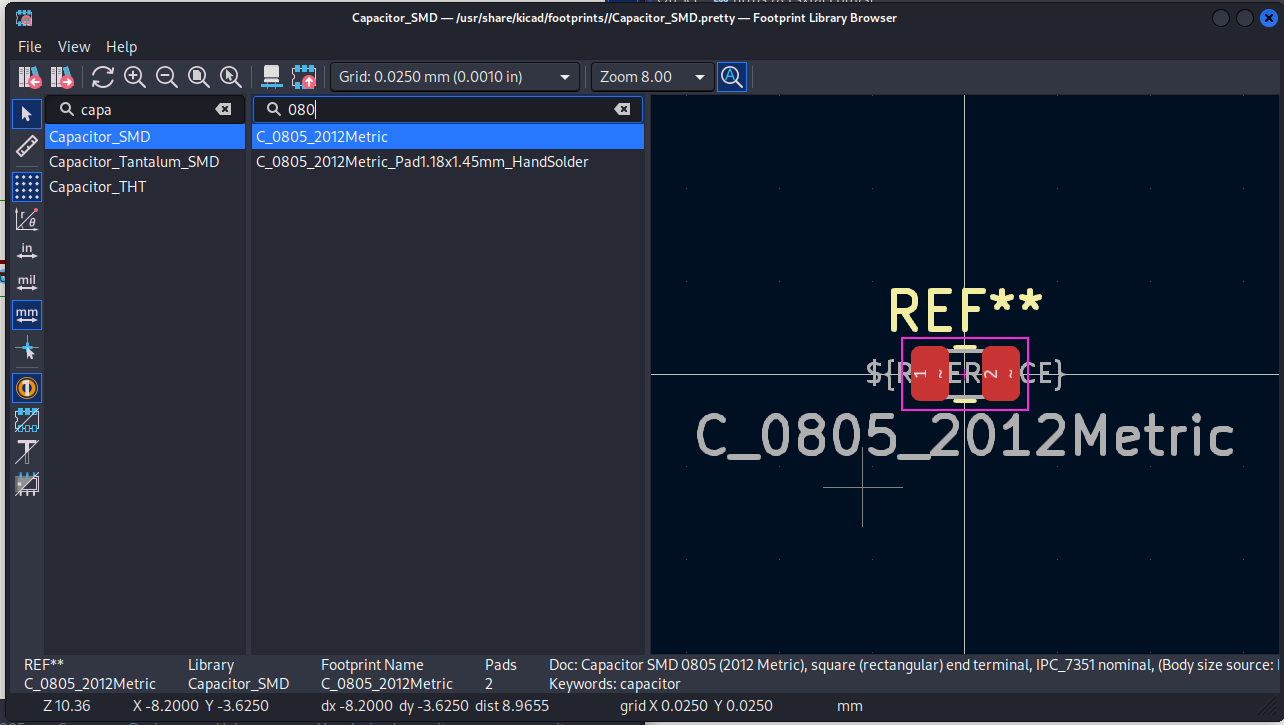 Capacitor_SMD — /usr/share/kicad/footprints//Capacitor_SMD.pretty — Footprint Library Browser
File View Help
Grid: 0.0250 mm (0.0010 in) Zoom 8.00
capa
080
Capacitor_SMD
Capacitor_Tantalum_SMD
Capacitor_THT
C_0805_2012Metric
C_0805_2012Metric_Pad1.18x1.45mm_HandSolder
in
mil
mm
REF**
1 ~ 2 ~
C_0805_2012Metric
REF** Library Footprint Name Pads Doc: Capacitor SMD 0805 (2012 Metric), square (rectangular) end terminal, IPC_7351 nominal, (Body size source:
C_0805_2012Metric Capacitor_SMD C_0805_2012Metric 2 Keywords: capacitor
Z 10.36 X -8.2000 Y -3.6250 dx -8.2000 dy -3.6250 dist 8.9655 grid X 0.0250 Y 0.0250 mm